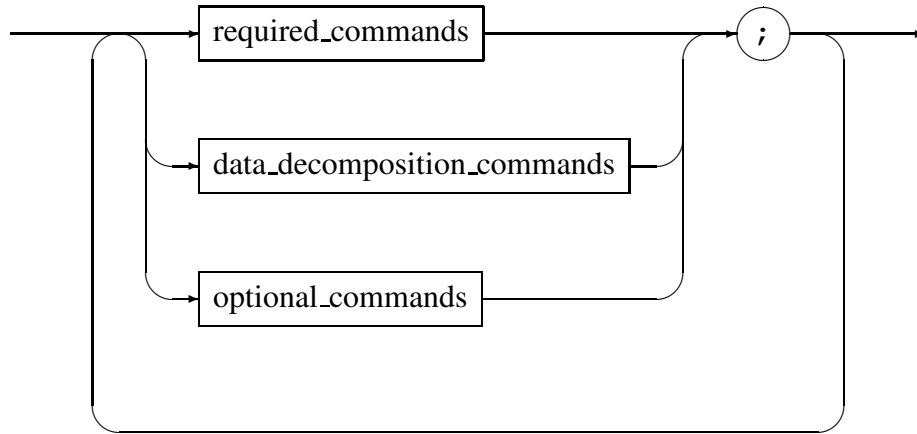 required_commands
;
data_decomposition_commands
optional_commands